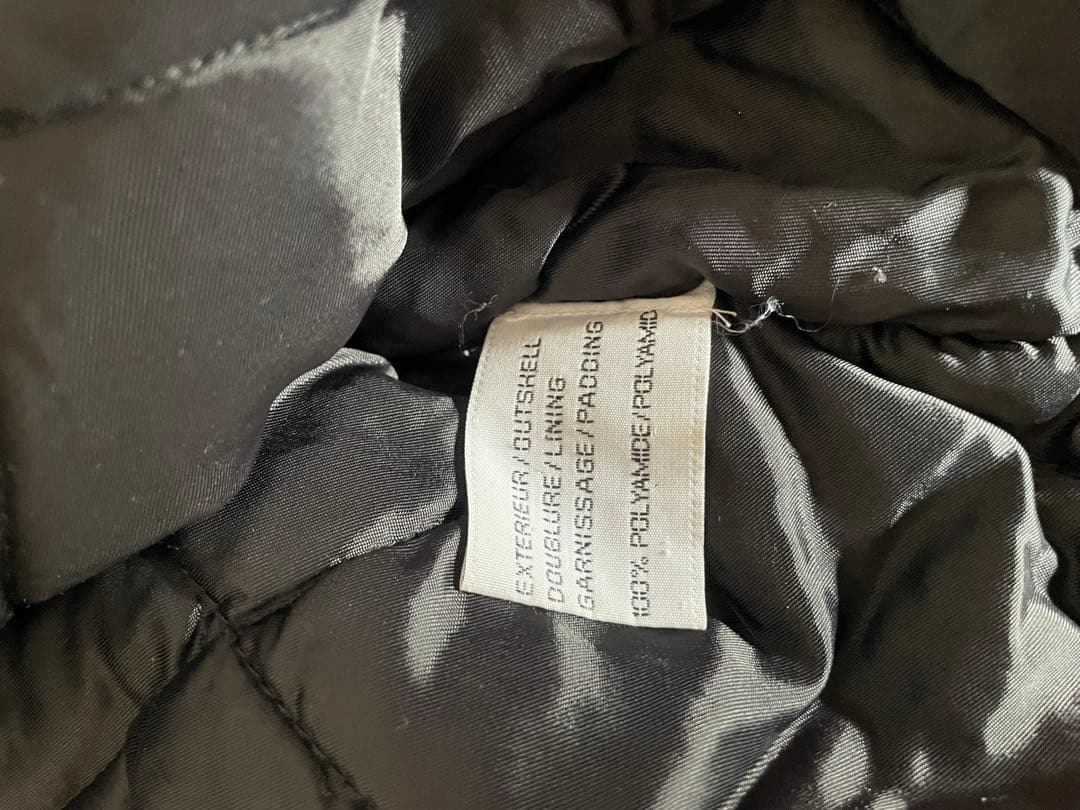 EXTERIEUR/OUTSHELL
DOUBLURE/LINING
GARNISSAGE/PADDING
100% POLYAMIDE/POLYAMID